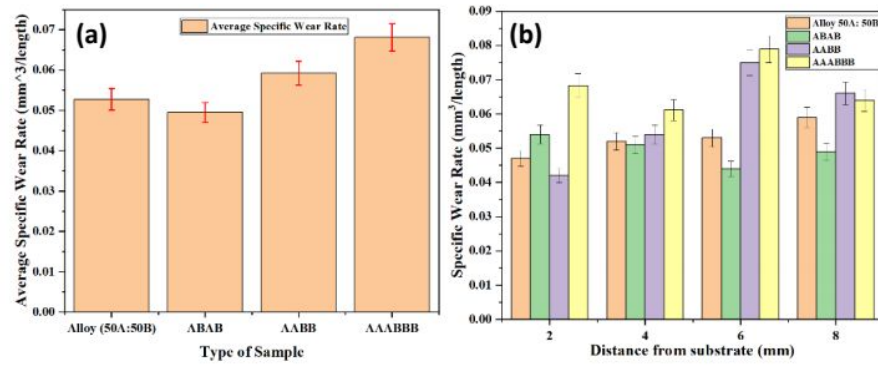 (a)
Average Specific Wear Rate
Average Specific Wear Rate (mm^3/length)
0.07
0.06
0.05
0.04
0.03
0.02
0.01
0.00
Alloy (50A:50B) ABAB AABB AAABBB
Type of Sample
(b)
Alloy 50A: 50B
ABAB
AABB
AAABBB
Specific Wear Rate (mm³/length)
0.09
0.08
0.07
0.06
0.05
0.04
0.03
0.02
0.01
0.00
2 4 6 8
Distance from substrate (mm)